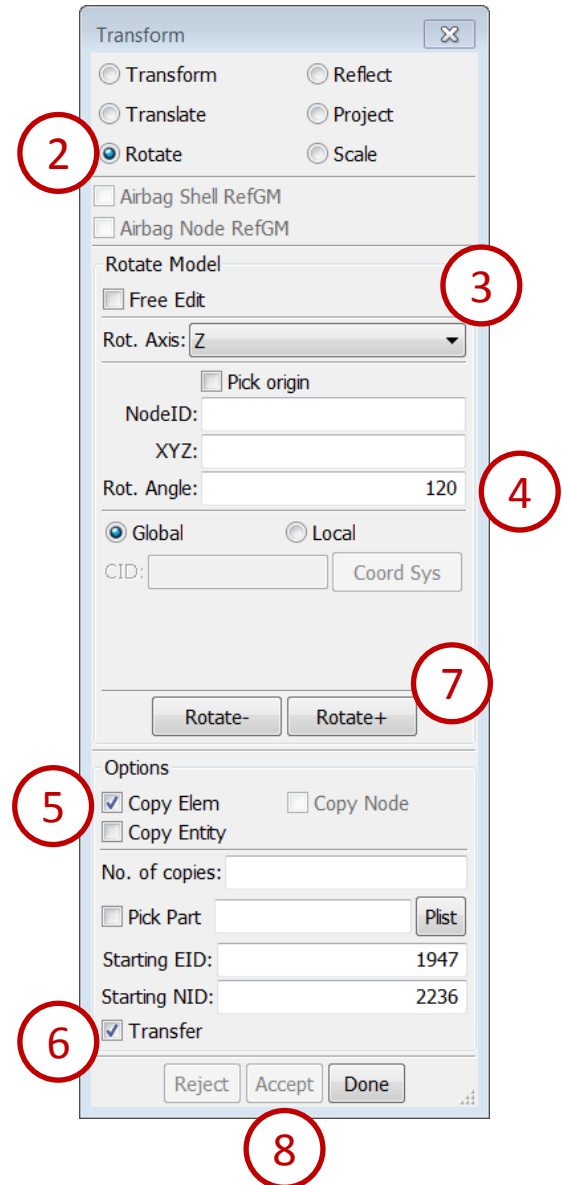 Transform
Transform Reflect
Translate Project
2 Rotate Scale
Airbag Shell RefGM
Airbag Node RefGM
Rotate Model
3
Free Edit
Rot. Axis: Z
Pick origin
NodeID:
XYZ:
Rot. Angle: 120 4
Global Local
CID: Coord Sys
7
Rotate- Rotate+
Options
5 Copy Elem Copy Node
Copy Entity
No. of copies:
Pick Part Plist
Starting EID: 1947
Starting NID: 2236
6 Transfer
Reject Accept Done
8